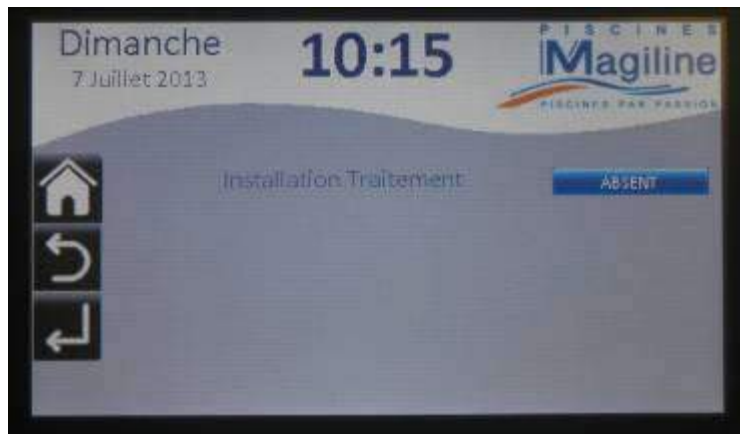 Dimanche
7 Juillet 2013
10:15
PISCINES
Magiline
PISCINES PAR PASSION
Installation Traitement
ABSENT